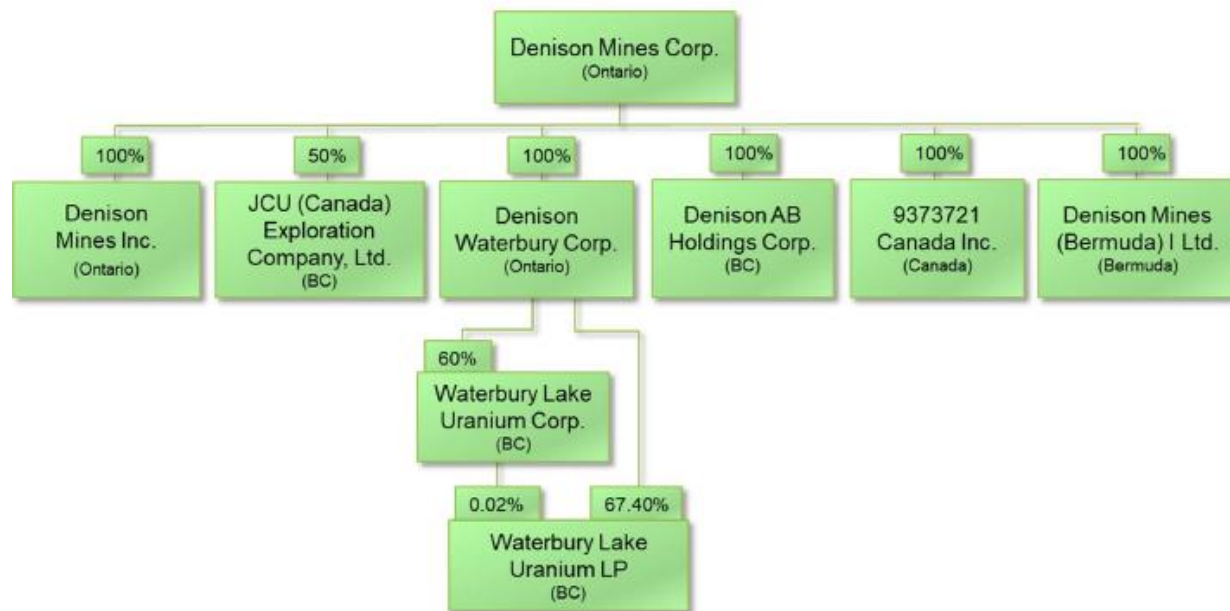 Denison Mines Corp.
(Ontario)
100%
50%
100%
100%
100%
100%
Denison
Mines Inc.
(Ontario)
JCU (Canada)
Exploration
Company, Ltd.
(BC)
Denison
Waterbury Corp.
(Ontario)
Denison AB
Holdings Corp.
(BC)
9373721
Canada Inc.
(Canada)
Denison Mines
(Bermuda) I Ltd.
(Bermuda)
60%
Waterbury Lake
Uranium Corp.
(BC)
0.02%
67.40%
Waterbury Lake
Uranium LP
(BC)